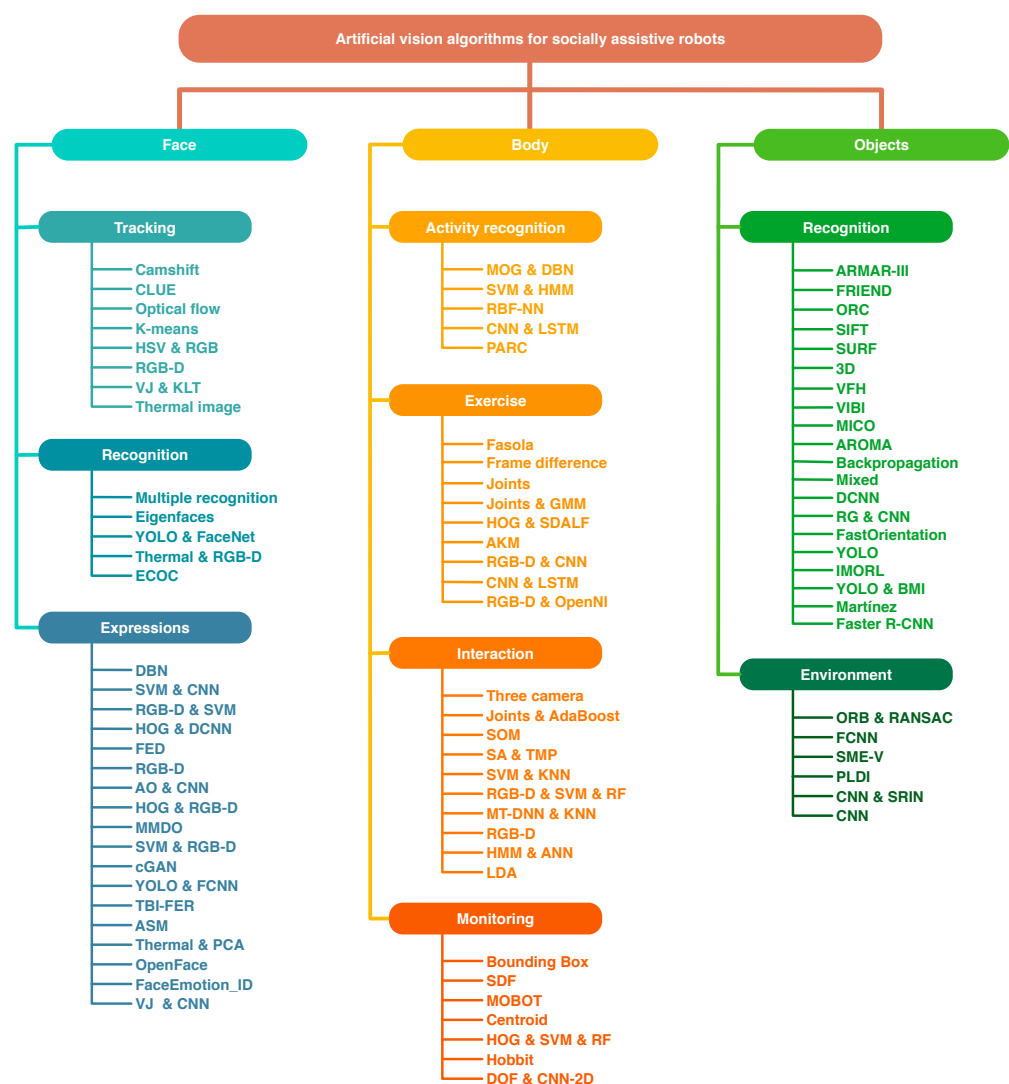 Artificial vision algorithms for socially assistive robots
Face
Tracking
Camshift
CLUE
Optical flow
K-means
HSV & RGB
RGB-D
VJ & KLT
Thermal image
Recognition
Multiple recognition
Eigenfaces
YOLO & FaceNet
Thermal & RGB-D
ECOC
Expressions
DBN
SVM & CNN
RGB-D & SVM
HOG & DCNN
FED
RGB-D
AO & CNN
HOG & RGB-D
MMDO
SVM & RGB-D
cGAN
YOLO & FCNN
TBI-FER
ASM
Thermal & PCA
OpenFace
FaceEmotion_ID
VJ & CNN
Body
Activity recognition
MOG & DBN
SVM & HMM
RBF-NN
CNN & LSTM
PARC
Exercise
Fasola
Frame difference
Joints
Joints & GMM
HOG & SDALF
AKM
RGB-D & CNN
CNN & LSTM
RGB-D & OpenNI
Interaction
Three camera
Joints & AdaBoost
SOM
SA & TMP
SVM & KNN
RGB-D & SVM & RF
MT-DNN & KNN
RGB-D
HMM & ANN
LDA
Monitoring
Bounding Box
SDF
MOBOT
Centroid
HOG & SVM & RF
Hobbit
DOF & CNN-2D
Objects
Recognition
ARMAR-III
FRIEND
ORC
SIFT
SURF
3D
VFH
VIBI
MICO
AROMA
Backpropagation
Mixed
DCNN
RG & CNN
FastOrientation
YOLO
IMORL
YOLO & BMI
Martínez
Faster R-CNN
Environment
ORB & RANSAC
FCNN
SME-V
PLDI
CNN & SRIN
CNN